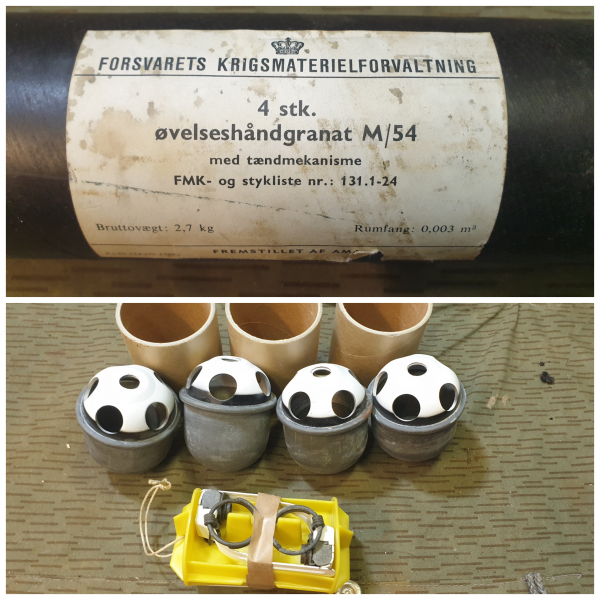 FORSVARETS KRIGSMATERIELFORVALTNING
4 stk.
øvelseshåndgranat M/54
med tændmekanisme
FMK- og stykliste nr.: 131.1-24
Bruttovægt: 2,7 kg Rumfang: 0,003 m³
FREMSTILLET AF